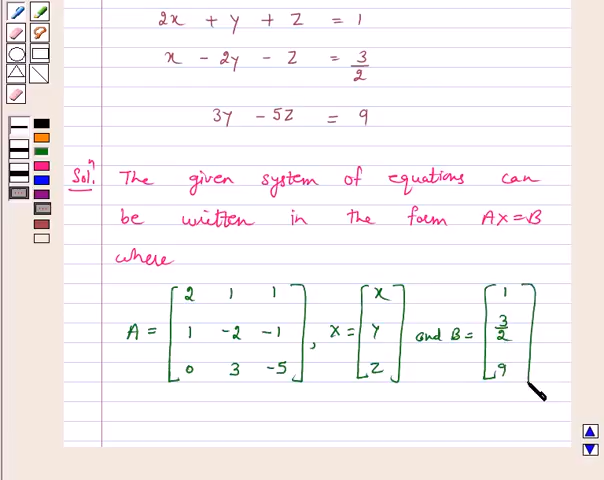 2x + y + z = 1
x - 2y - z = 3/2
3y - 5z = 9
Solⁿ. The given system of equations can
be written in the form AX=B
where
A = [2 1 1; 1 -2 -1; 0 3 -5], X = [x; y; z] and B = [1; 3/2; 9]